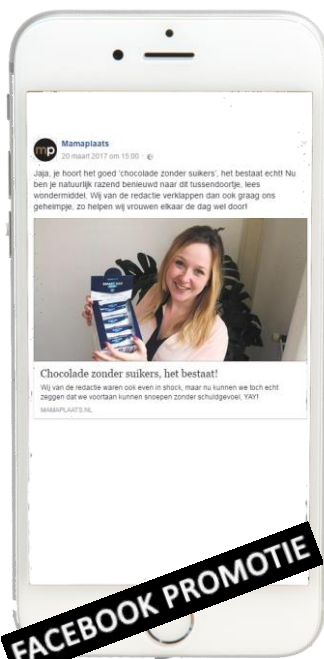 mp
Mamaplaats
20 maart 2017 om 15:00 ·
Jaja, je hoort het goed 'chocolade zonder suikers', het bestaat echt! Nu
ben je natuurlijk razend benieuwd naar dit tussendoortje, lees
wondermiddel. Wij van de redactie verklappen dan ook graag ons
geheimpje, zo helpen wij vrouwen elkaar de dag wel door!
Chocolade zonder suikers, het bestaat!
Wij van de redactie waren ook even in shock, maar nu kunnen we toch echt
zeggen dat we voortaan kunnen snoepen zonder schuldgevoel, YAY!
MAMAPLAATS.NL
FACEBOOK PROMOTIE